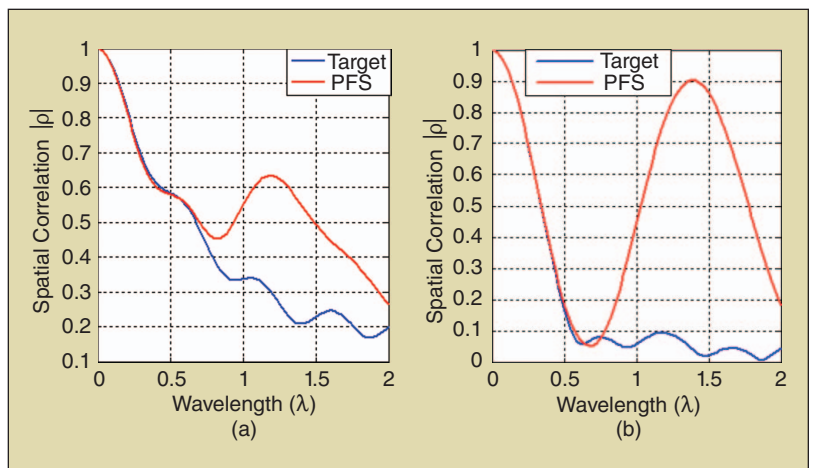 Target
PFS
Spatial Correlation |ρ|
1
0.9
0.8
0.7
0.6
0.5
0.4
0.3
0.2
0.1
0 0.5 1 1.5 2
Wavelength (λ)
(a)
Target
PFS
Spatial Correlation |ρ|
1
0.9
0.8
0.7
0.6
0.5
0.4
0.3
0.2
0.1
0
0 0.5 1 1.5 2
Wavelength (λ)
(b)